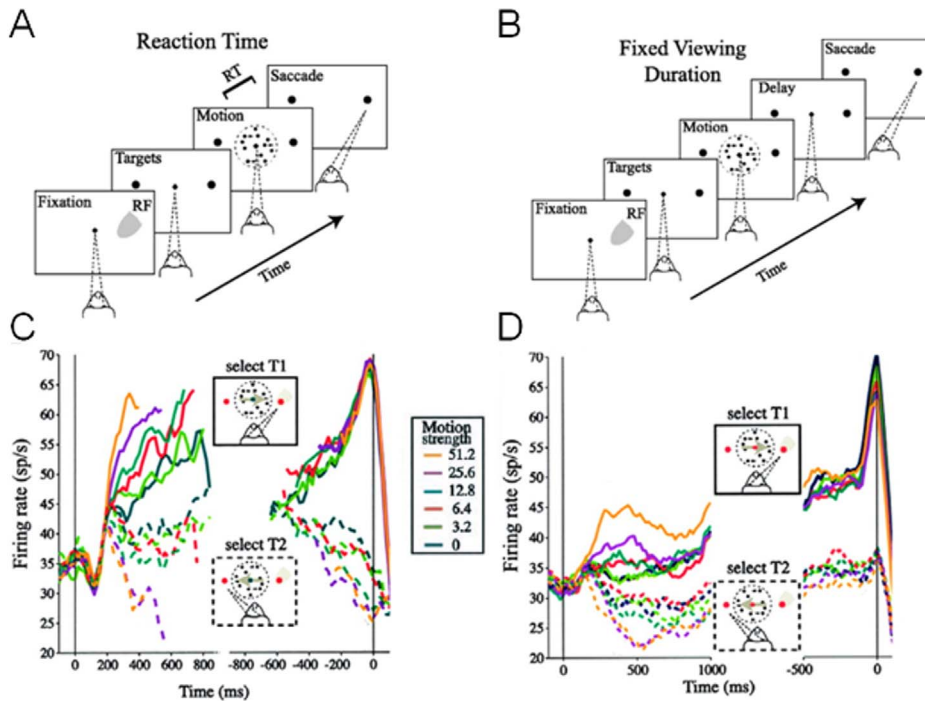 A
Reaction Time
RT
Saccade
Motion
Targets
Fixation
RF
Time
B
Fixed Viewing
Duration
Saccade
Delay
Motion
Targets
Fixation
RF
Time
C
Firing rate (sp/s)
70
65
60
55
50
45
40
35
30
25
20
0 200 400 600 800
-800 -600 -400 -200 0
Time (ms)
select T1
select T2
Motion
strength
51.2
25.6
12.8
6.4
3.2
0
D
Firing rate (sp/s)
70
65
60
55
50
45
40
35
30
25
20
0 500 1000 -500 0
Time (ms)
select T1
select T2